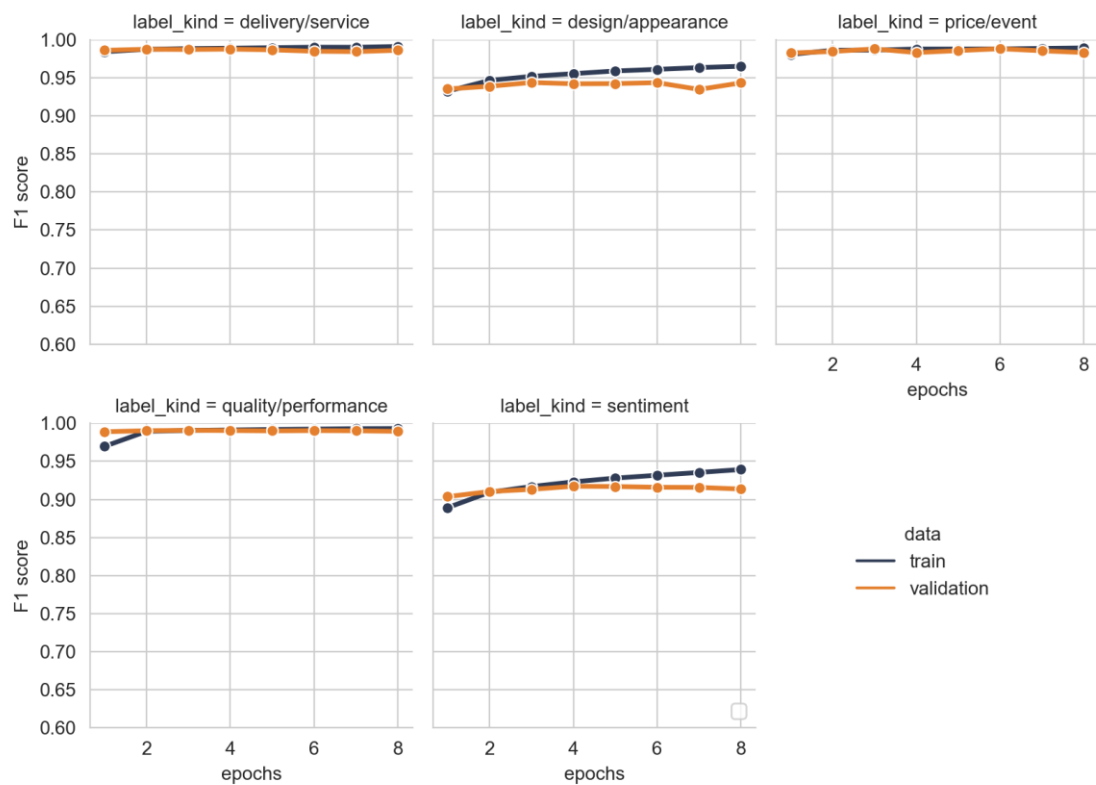 label_kind = delivery/service
label_kind = design/appearance
label_kind = price/event
1.00
0.95
0.90
0.85
0.80
0.75
0.70
0.65
0.60
F1 score
2 4 6 8
epochs
label_kind = quality/performance
label_kind = sentiment
1.00
0.95
0.90
0.85
0.80
0.75
0.70
0.65
0.60
F1 score
2 4 6 8
epochs
2 4 6 8
epochs
data
train
validation